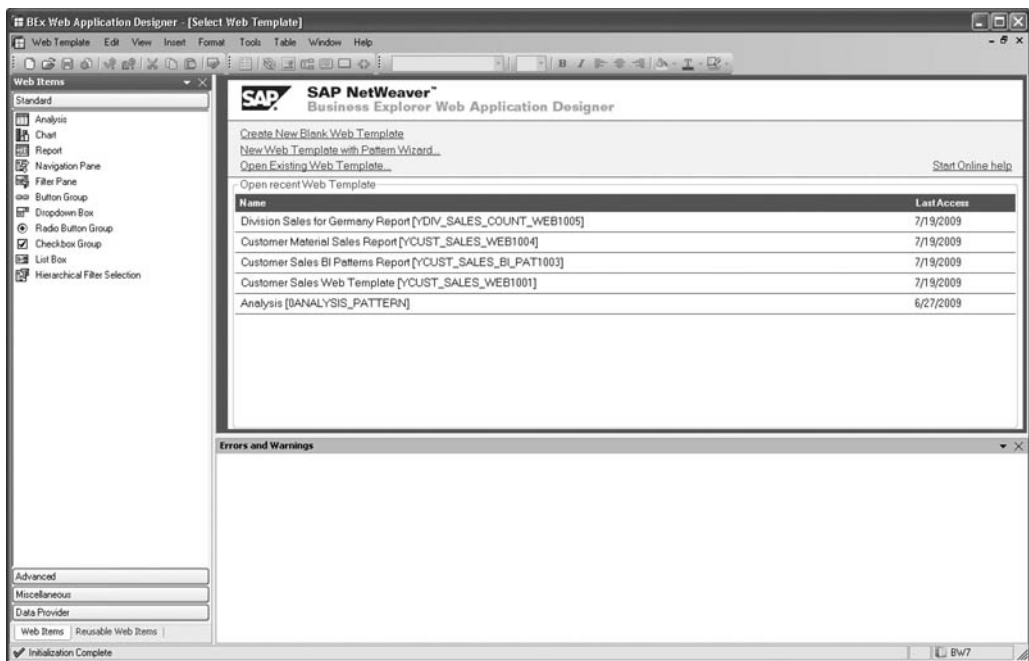 BEx Web Application Designer - [Select Web Template]
Web Template Edit View Insert Format Tools Table Window Help
Web Items
Standard
Analysis
Chart
Report
Navigation Pane
Filter Pane
Button Group
Dropdown Box
Radio Button Group
Checkbox Group
List Box
Hierarchical Filter Selection
Advanced
Miscellaneous
Data Provider
Web Items Reusable Web Items
SAP
SAP NetWeaver™
Business Explorer Web Application Designer
Create New Blank Web Template
New Web Template with Pattern Wizard...
Open Existing Web Template...
Start Online help
Open recent Web Template
Name Last Access
Division Sales for Germany Report [YDIV_SALES_COUNT_WEB1005] 7/19/2009
Customer Material Sales Report [YCUST_SALES_WEB1004] 7/19/2009
Customer Sales BI Patterns Report [YCUST_SALES_BI_PAT1003] 7/19/2009
Customer Sales Web Template [YCUST_SALES_WEB1001] 7/19/2009
Analysis [0ANALYSIS_PATTERN] 6/27/2009
Errors and Warnings
Initialization Complete
BW7